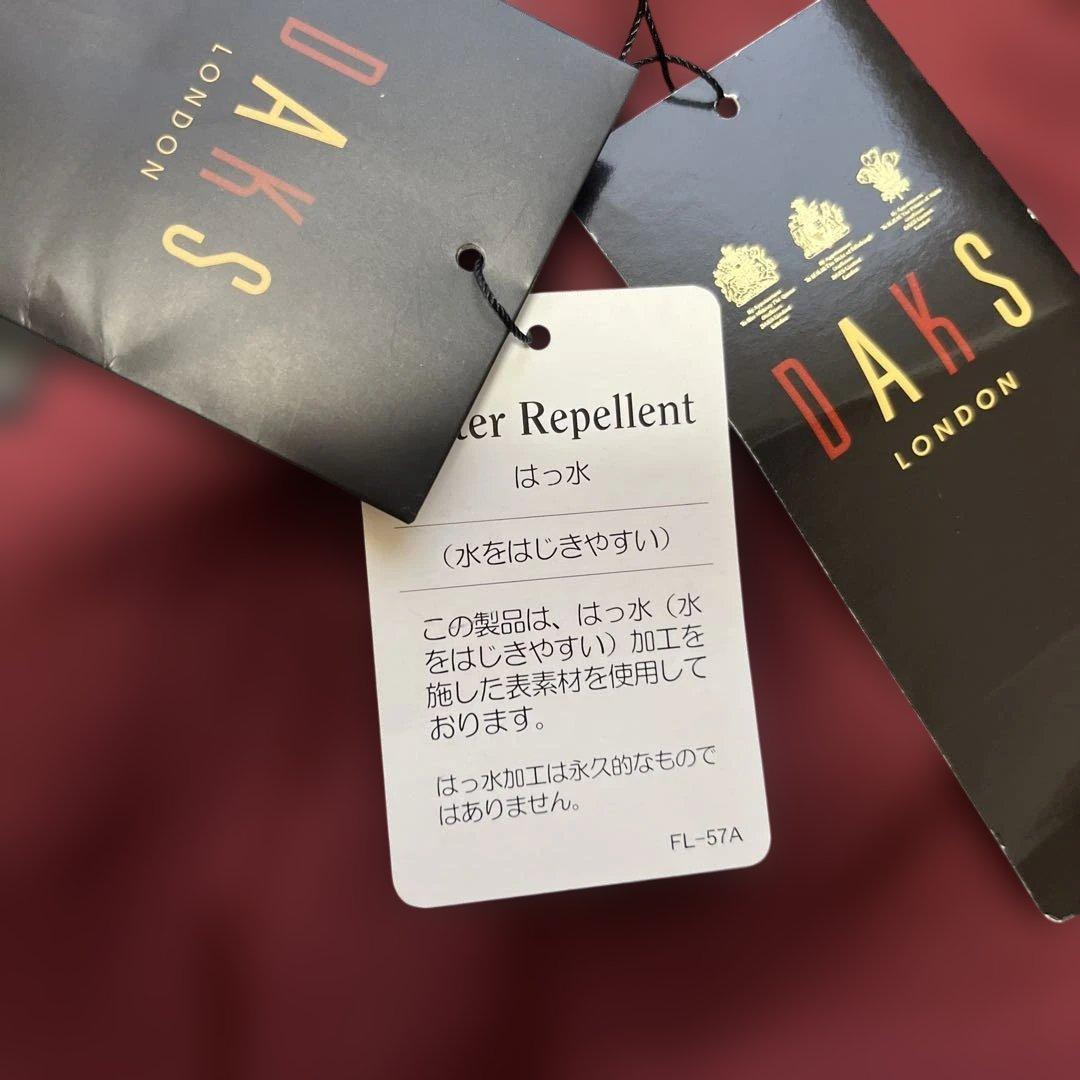 DAKS
LONDON
DAKS
LONDON
ter Repellent
はっ水
（水をはじきやすい）
この製品は、はっ水（水
をはじきやすい）加工を
施した表素材を使用して
おります。
はっ水加工は永久的なもので
はありません。
FL-57A